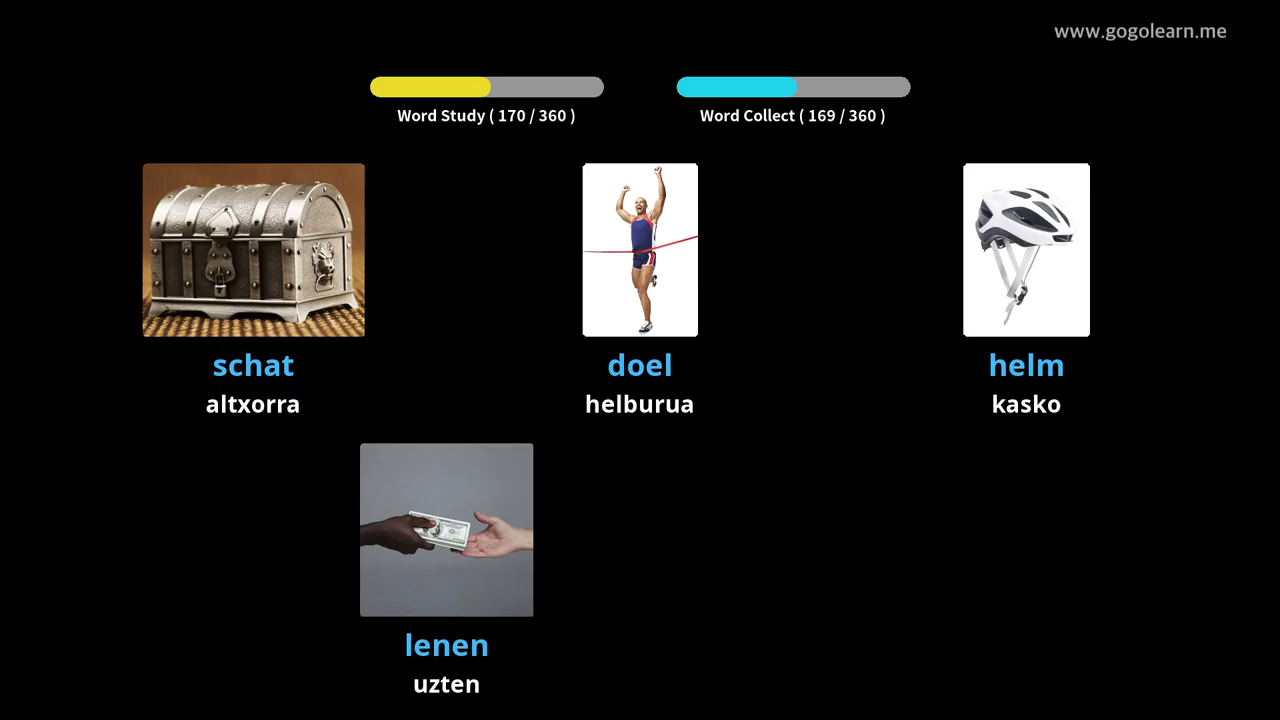 www.gogolearn.me
Word Study ( 170 / 360 )
Word Collect ( 169 / 360 )
schat
altxorra
doel
helburua
helm
kasko
lenen
uzten